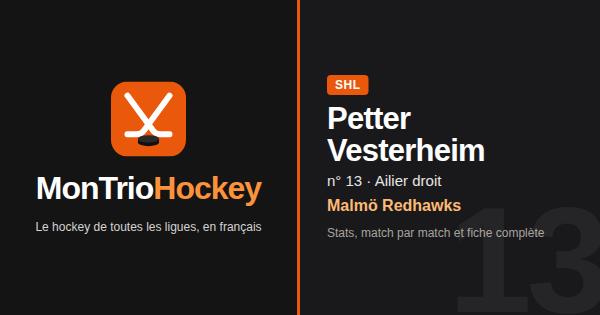 MonTrioHockey
Le hockey de toutes les ligues, en français
SHL
Petter
Vesterheim
n° 13 · Ailier droit
Malmö Redhawks
Stats, match par match et fiche complète
13